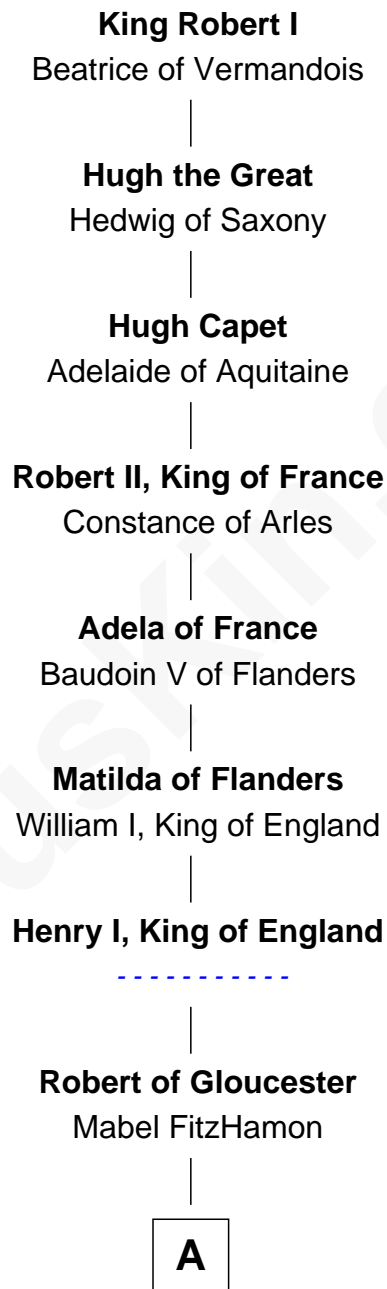 King Robert I
Beatrice of Vermandois
Hugh the Great
Hedwig of Saxony
Hugh Capet
Adelaide of Aquitaine
Robert II, King of France
Constance of Arles
Adela of France
Baudoin V of Flanders
Matilda of Flanders
William I, King of England
Henry I, King of England
- - - - - - - - - - -
Robert of Gloucester
Mabel FitzHamon
A